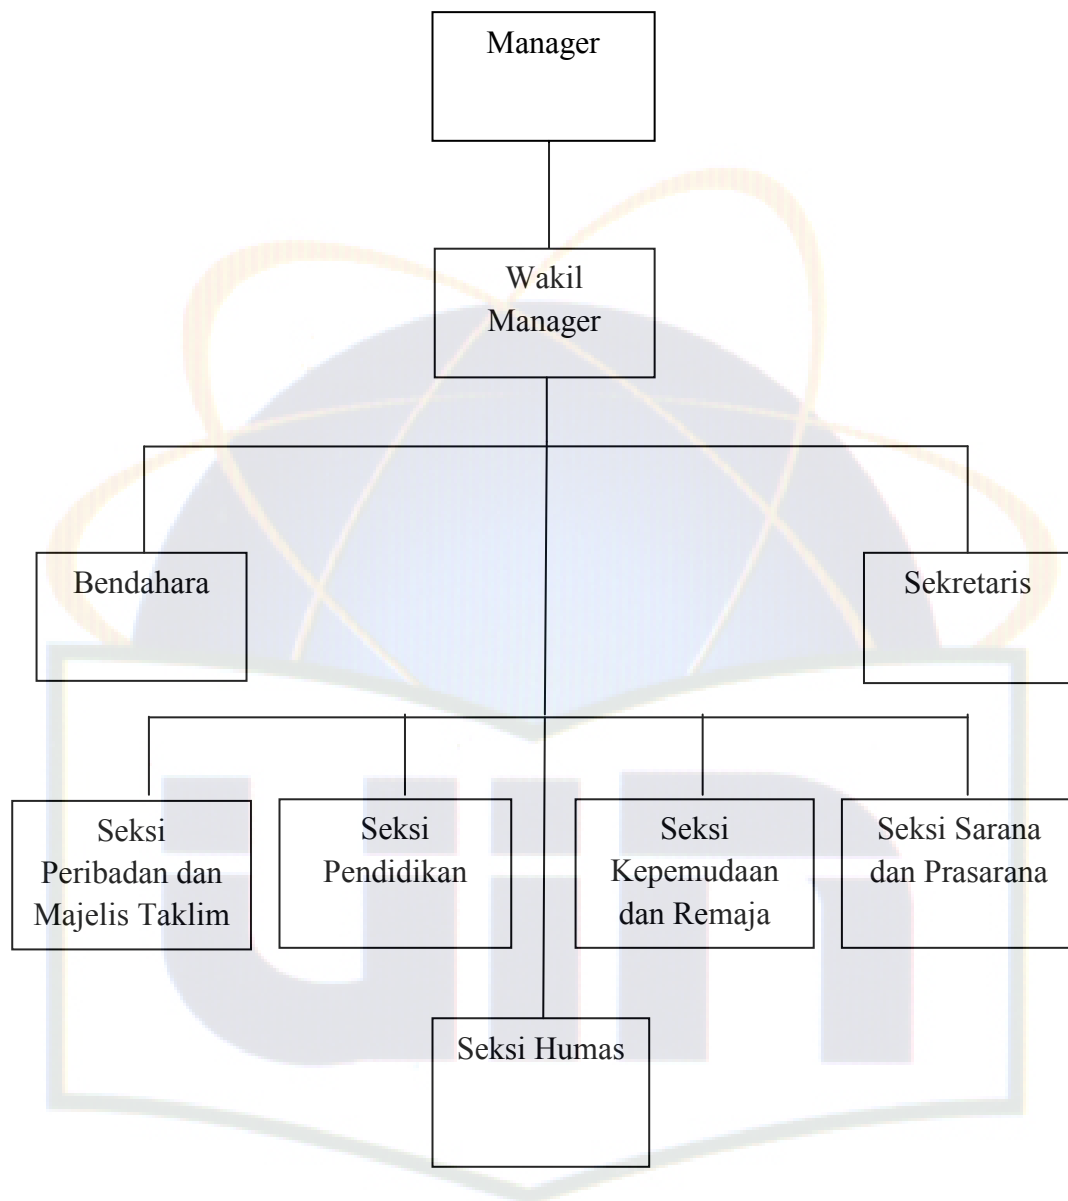 Manager
Wakil
Manager
Bendahara
Sekretaris
Seksi
Peribadan dan
Majelis Taklim
Seksi
Pendidikan
Seksi
Kepemudaan
dan Remaja
Seksi Sarana
dan Prasarana
Seksi Humas
uin